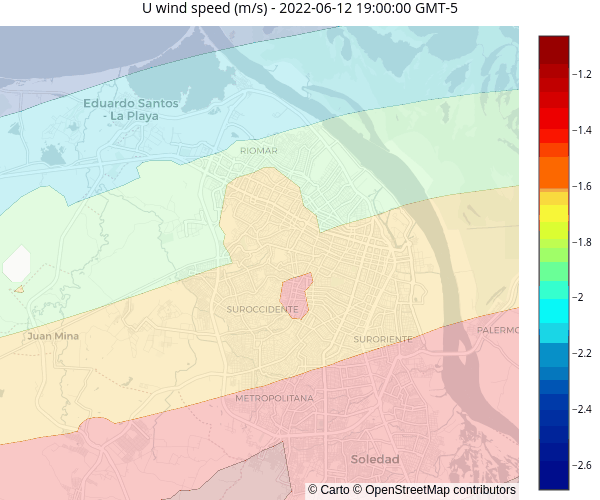 U wind speed (m/s) - 2022-06-12 19:00:00 GMT-5
−1.2
Eduardo Santos
- La Playa
−1.4
RIOMAR
−1.6
−1.8
−2
SUROCCIDENTE
PALERMO
Juan Mina
SURORIENTE
−2.2
METROPOLITANA
−2.4
Soledad
−2.6
© Carto © OpenStreetMap contributors